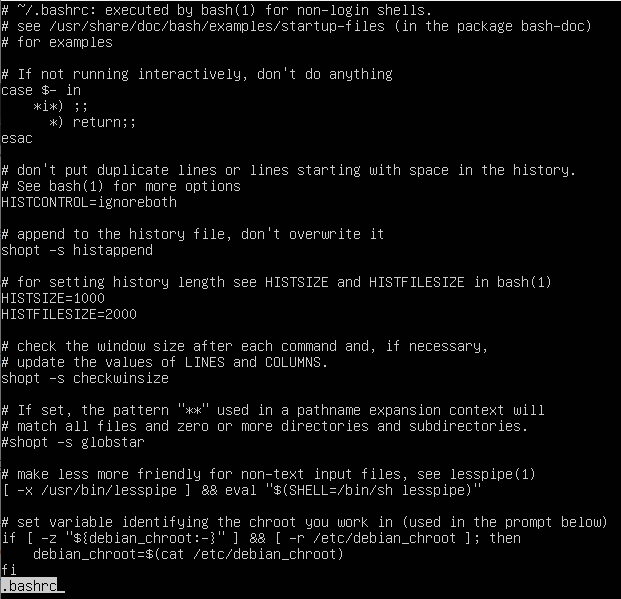 # ~/.bashrc: executed by bash(1) for non-login shells.
# see /usr/share/doc/bash/examples/startup-files (in the package bash-doc)
# for examples

# If not running interactively, don't do anything
case $- in
    *i*) ;;
      *) return;;
esac

# don't put duplicate lines or lines starting with space in the history.
# See bash(1) for more options
HISTCONTROL=ignoreboth

# append to the history file, don't overwrite it
shopt -s histappend

# for setting history length see HISTSIZE and HISTFILESIZE in bash(1)
HISTSIZE=1000
HISTFILESIZE=2000

# check the window size after each command and, if necessary,
# update the values of LINES and COLUMNS.
shopt -s checkwinsize

# If set, the pattern "**" used in a pathname expansion context will
# match all files and zero or more directories and subdirectories.
#shopt -s globstar

# make less more friendly for non-text input files, see lesspipe(1)
[ -x /usr/bin/lesspipe ] && eval "$(SHELL=/bin/sh lesspipe)"

# set variable identifying the chroot you work in (used in the prompt below)
if [ -z "${debian_chroot:-}" ] && [ -r /etc/debian_chroot ]; then
    debian_chroot=$(cat /etc/debian_chroot)
fi
.bashrc